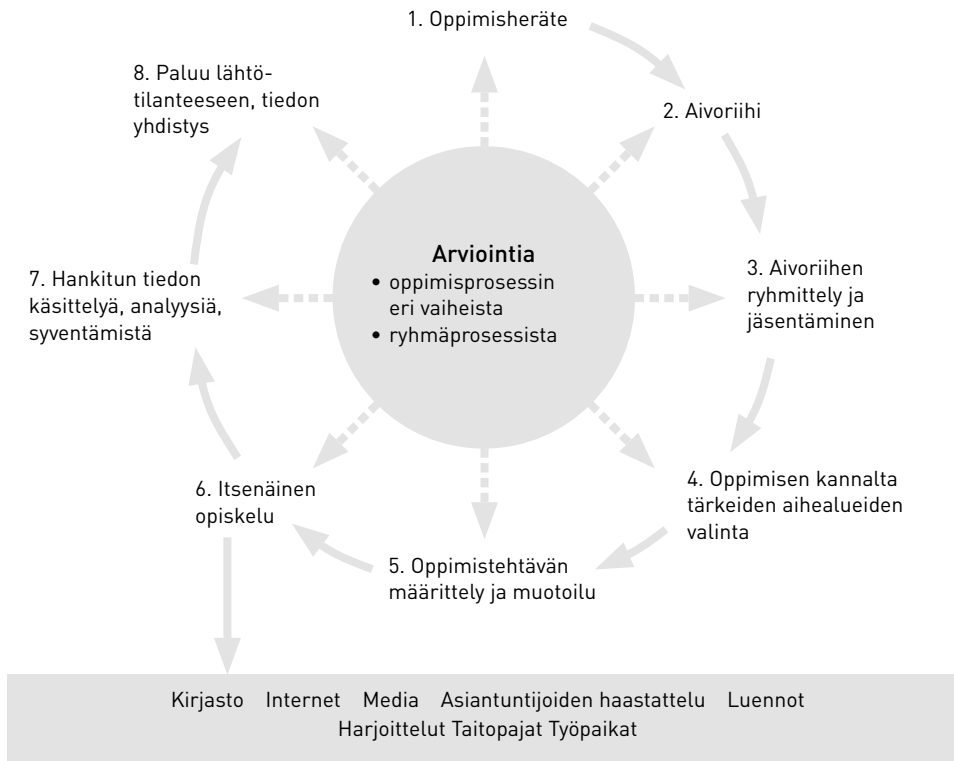 1. Oppimisheräte
2. Aivoriihi
3. Aivoriihen
ryhmittely ja
jäsentäminen
4. Oppimisen kannalta
tärkeiden aihealueiden
valinta
5. Oppimistehtävän
määrittely ja muotoilu
6. Itsenäinen
opiskelu
7. Hankitun tiedon
käsittelyä, analyysiä,
syventämistä
8. Paluu lähtö-
tilanteeseen, tiedon
yhdistys
Arviointia
• oppimisprosessin
eri vaiheista
• ryhmäprosessista
Kirjasto Internet Media Asiantuntijoiden haastattelu Luennot
Harjoittelut Taitopajat Työpaikat